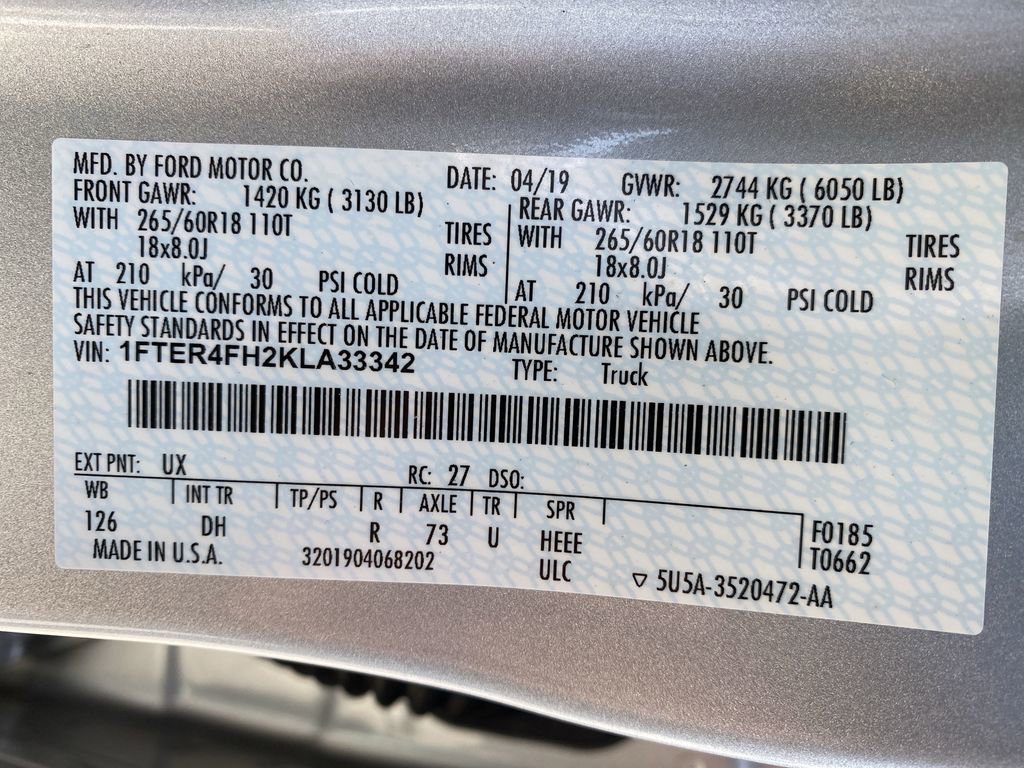 MFD. BY FORD MOTOR CO. DATE: 04/19 GVWR: 2744 KG ( 6050 LB)
FRONT GAWR: 1420 KG ( 3130 LB)
WITH 265/60R18 110T TIRES
18x8.0J RIMS
AT 210 kPa/ 30 PSI COLD
REAR GAWR: 1529 KG ( 3370 LB)
WITH 265/60R18 110T TIRES
18x8.0J RIMS
AT 210 kPa/ 30 PSI COLD
THIS VEHICLE CONFORMS TO ALL APPLICABLE FEDERAL MOTOR VEHICLE
SAFETY STANDARDS IN EFFECT ON THE DATE OF MANUFACTURE SHOWN ABOVE.
VIN: 1FTER4FH2KLA33342 TYPE: Truck
EXT PNT: UX RC: 27 DSO:
WB INT TR TP/PS R AXLE TR SPR
126 DH R 73 U HEEE F0185
MADE IN U.S.A. 3201904068202 ULC T0662
▽ 5U5A-3520472-AA